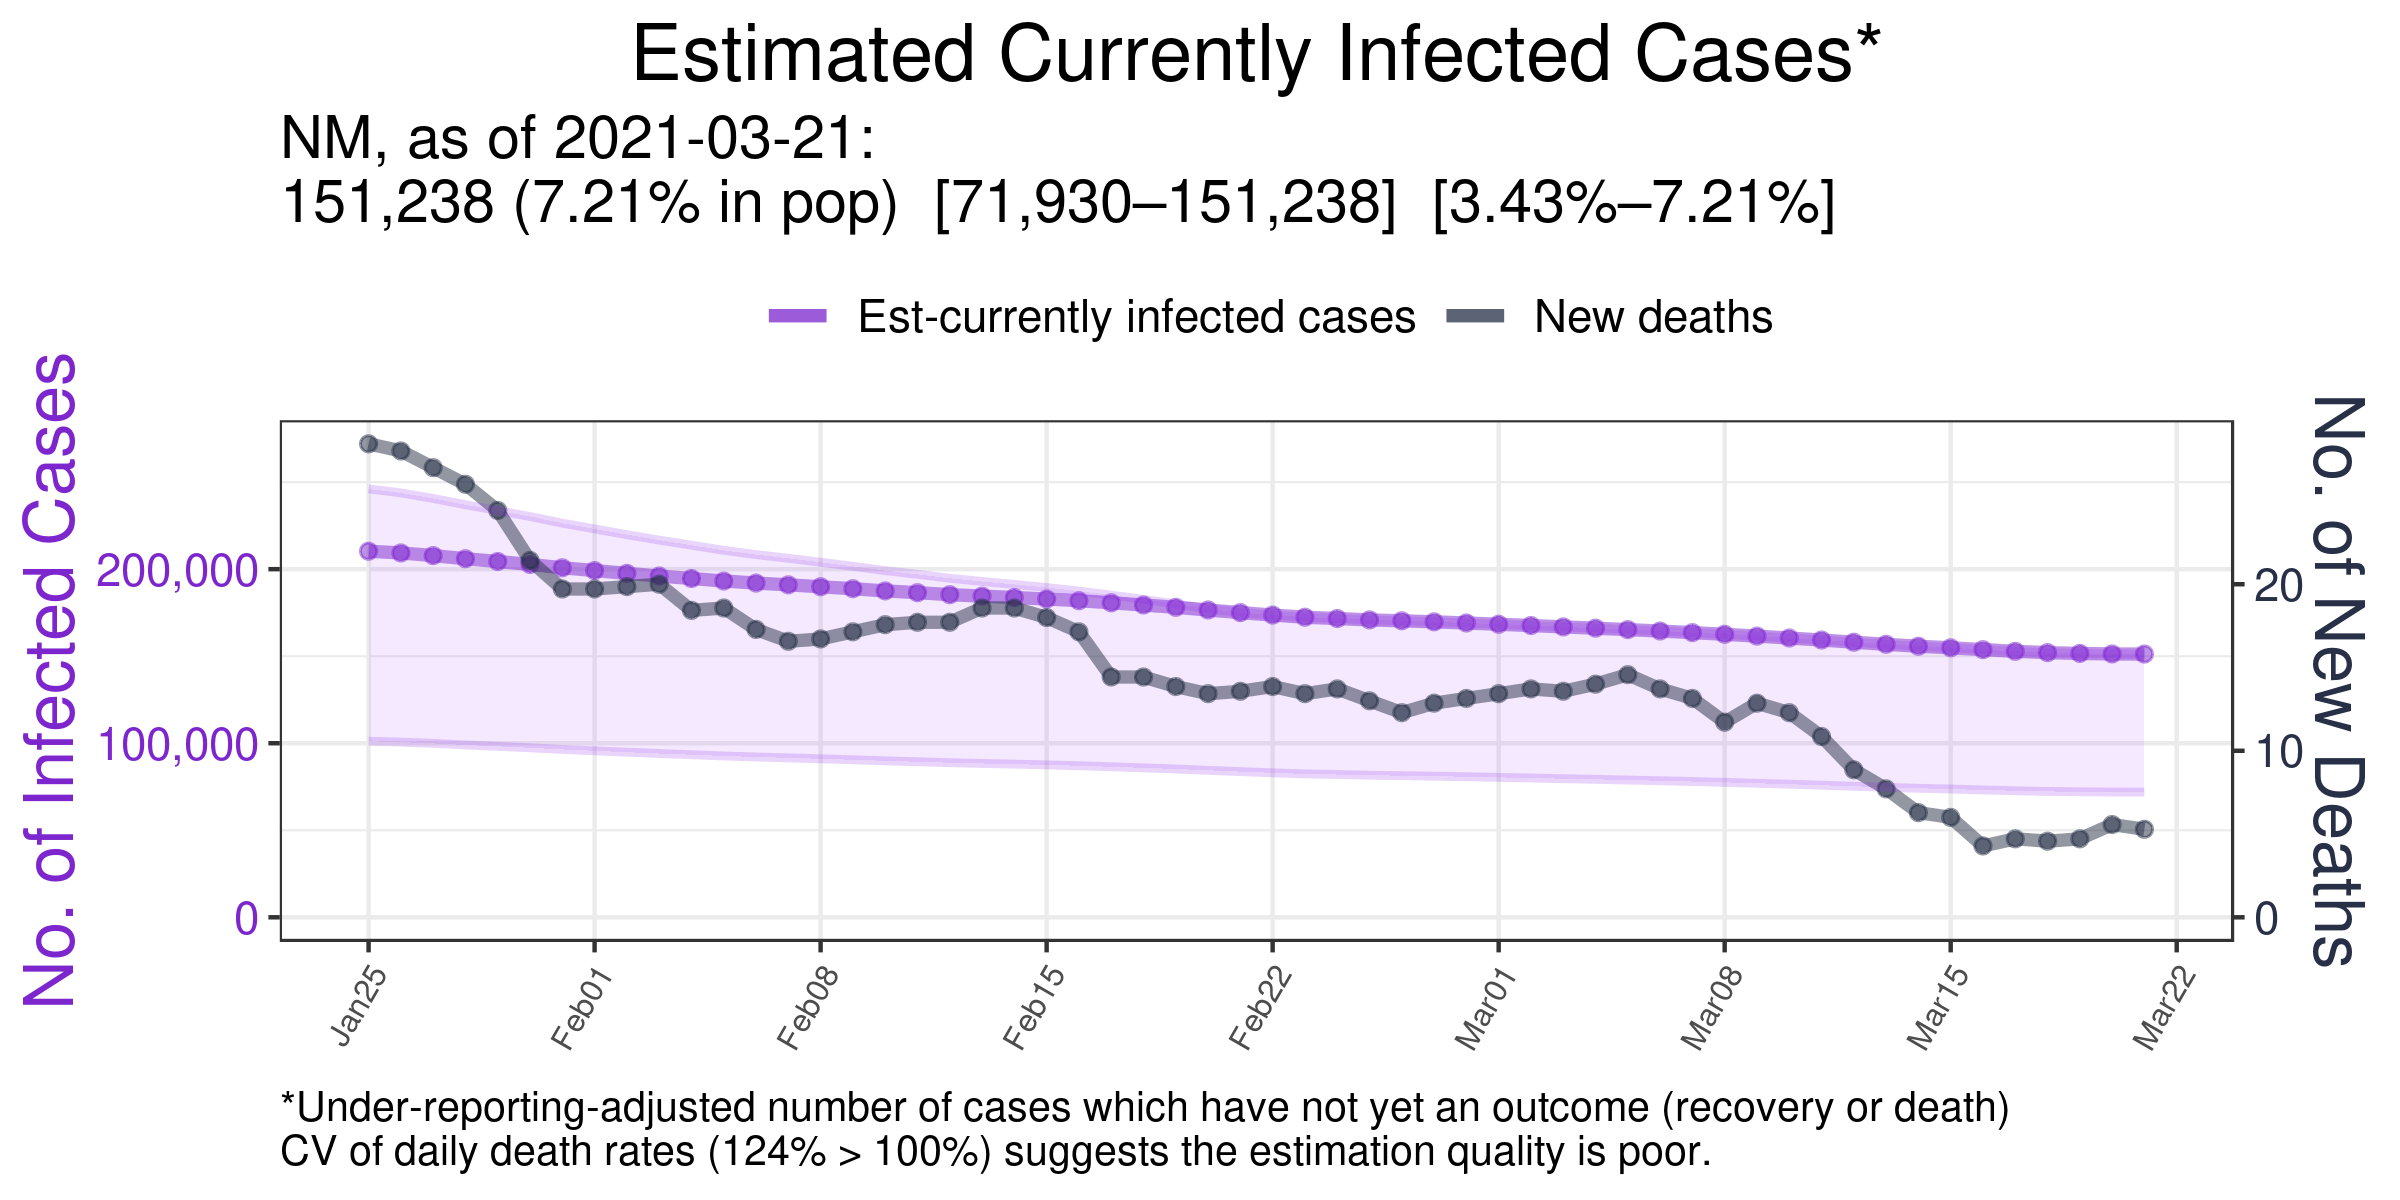 Estimated Currently Infected Cases*
NM, as of 2021-03-21:
151,238 (7.21% in pop)  [71,930–151,238]  [3.43%–7.21%]
Est-currently infected cases
New deaths
No. of Infected Cases
200,000
100,000
0
20
10
0
No. of New Deaths
Jan25
Feb01
Feb08
Feb15
Feb22
Mar01
Mar08
Mar15
Mar22
*Under-reporting-adjusted number of cases which have not yet an outcome (recovery or death)
CV of daily death rates (124% > 100%) suggests the estimation quality is poor.